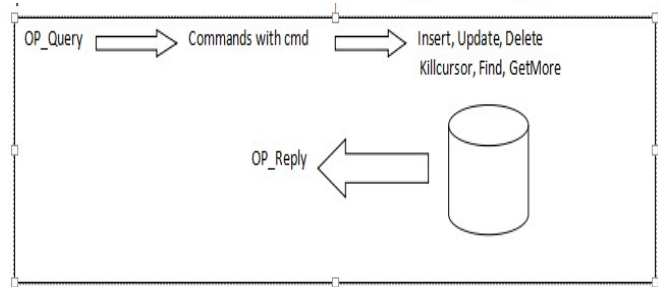 OP_Query
Commands with cmd
Insert, Update, Delete
Killcursor, Find, GetMore
OP_Reply